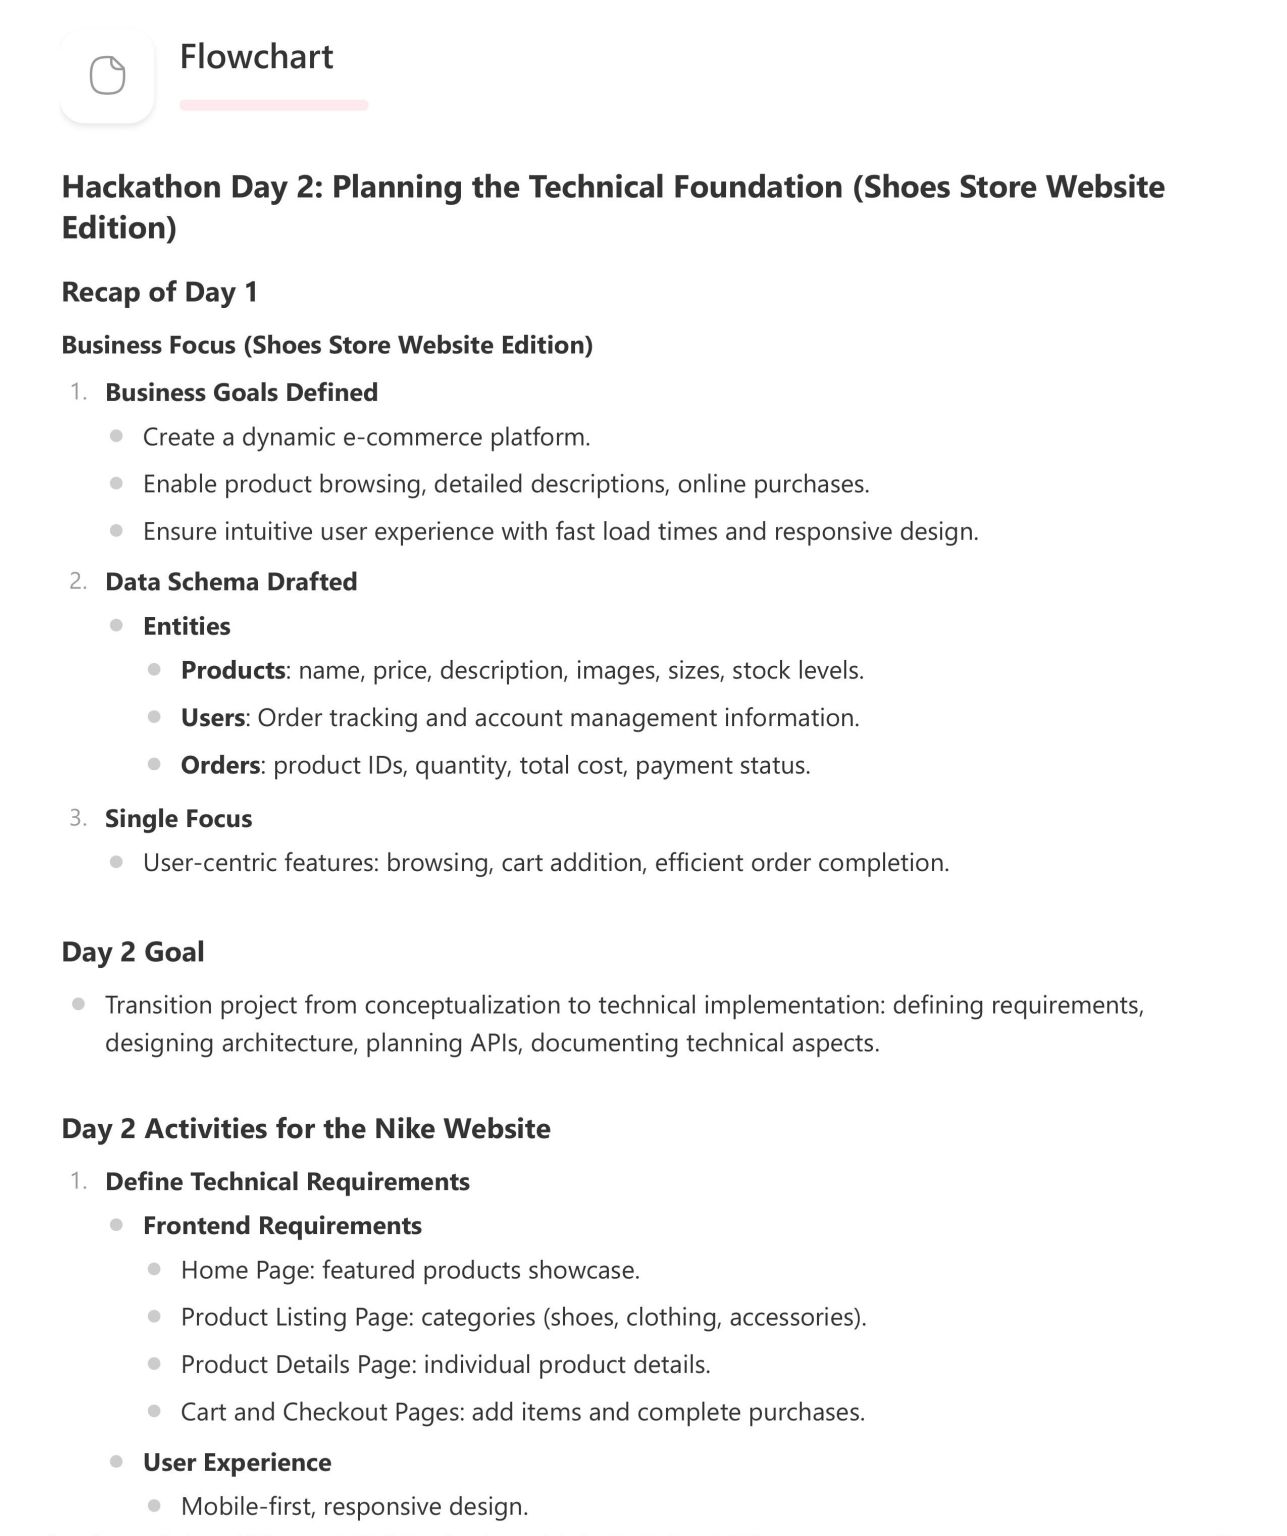 Flowchart
Hackathon Day 2: Planning the Technical Foundation (Shoes Store Website
Edition)
Recap of Day 1
Business Focus (Shoes Store Website Edition)
1. Business Goals Defined
Create a dynamic e-commerce platform.
Enable product browsing, detailed descriptions, online purchases.
Ensure intuitive user experience with fast load times and responsive design.
2. Data Schema Drafted
Entities
Products: name, price, description, images, sizes, stock levels.
Users: Order tracking and account management information.
Orders: product IDs, quantity, total cost, payment status.
3. Single Focus
User-centric features: browsing, cart addition, efficient order completion.
Day 2 Goal
Transition project from conceptualization to technical implementation: defining requirements,
designing architecture, planning APIs, documenting technical aspects.
Day 2 Activities for the Nike Website
1. Define Technical Requirements
Frontend Requirements
Home Page: featured products showcase.
Product Listing Page: categories (shoes, clothing, accessories).
Product Details Page: individual product details.
Cart and Checkout Pages: add items and complete purchases.
User Experience
Mobile-first, responsive design.